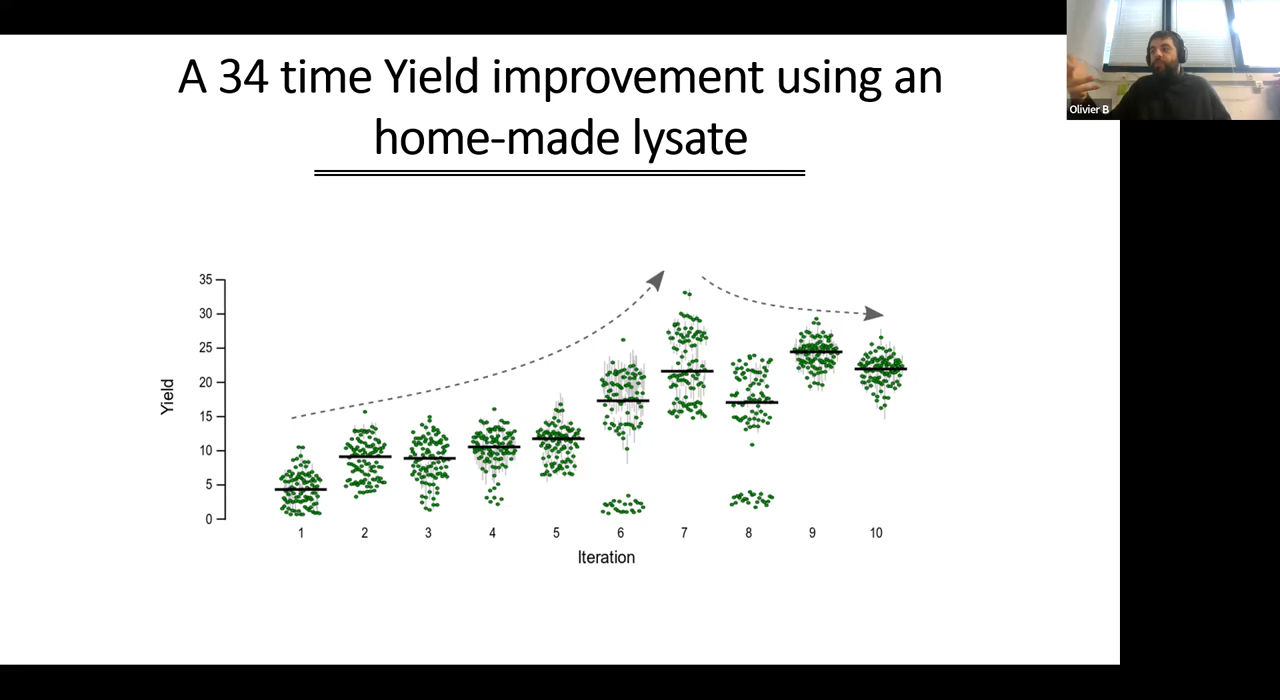 A 34 time Yield improvement using an
home-made lysate
Olivier B
35
30
25
20
15
10
5
0
Yield
1 2 3 4 5 6 7 8 9 10
Iteration